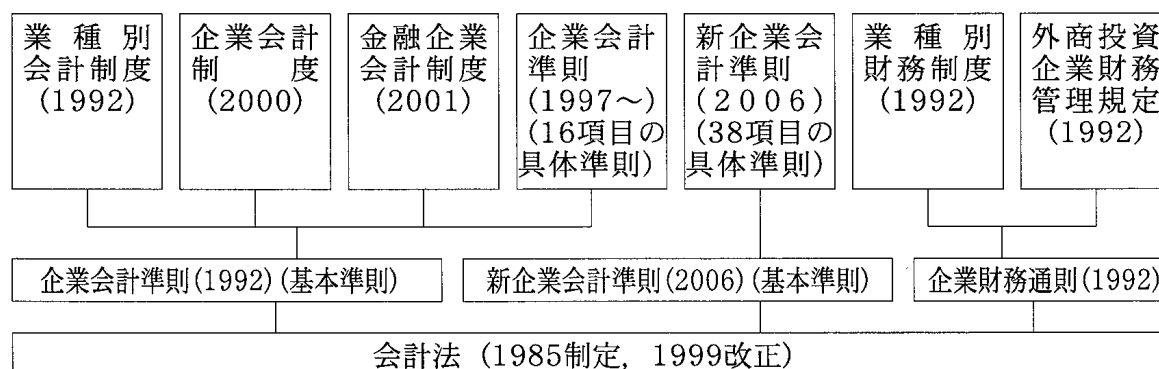 業種別
会計制度
(1992)
企業会計
制度
(2000)
金融企業
会計制度
(2001)
企業会計
準則
(1997～)
(16項目の
具体準則)
新企業会
計準則
(2006)
(38項目の
具体準則)
業種別
財務制度
(1992)
外商投資
企業財務
管理規定
(1992)
企業会計準則(1992)(基本準則)
新企業会計準則(2006)(基本準則)
企業財務通則(1992)
会計法 (1985制定, 1999改正)